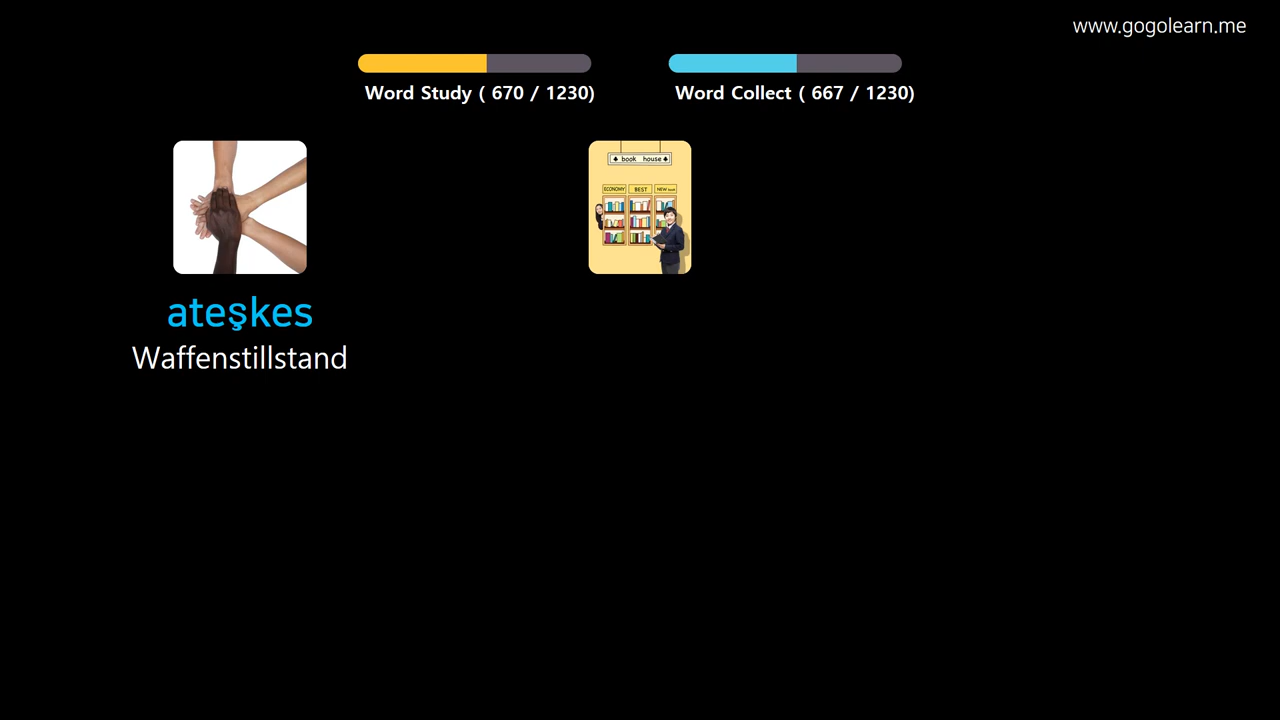 www.gogolearn.me
Word Study ( 670 / 1230)
Word Collect ( 667 / 1230)
book house
ECONOMY BEST NEW book
ateşkes
Waffenstillstand